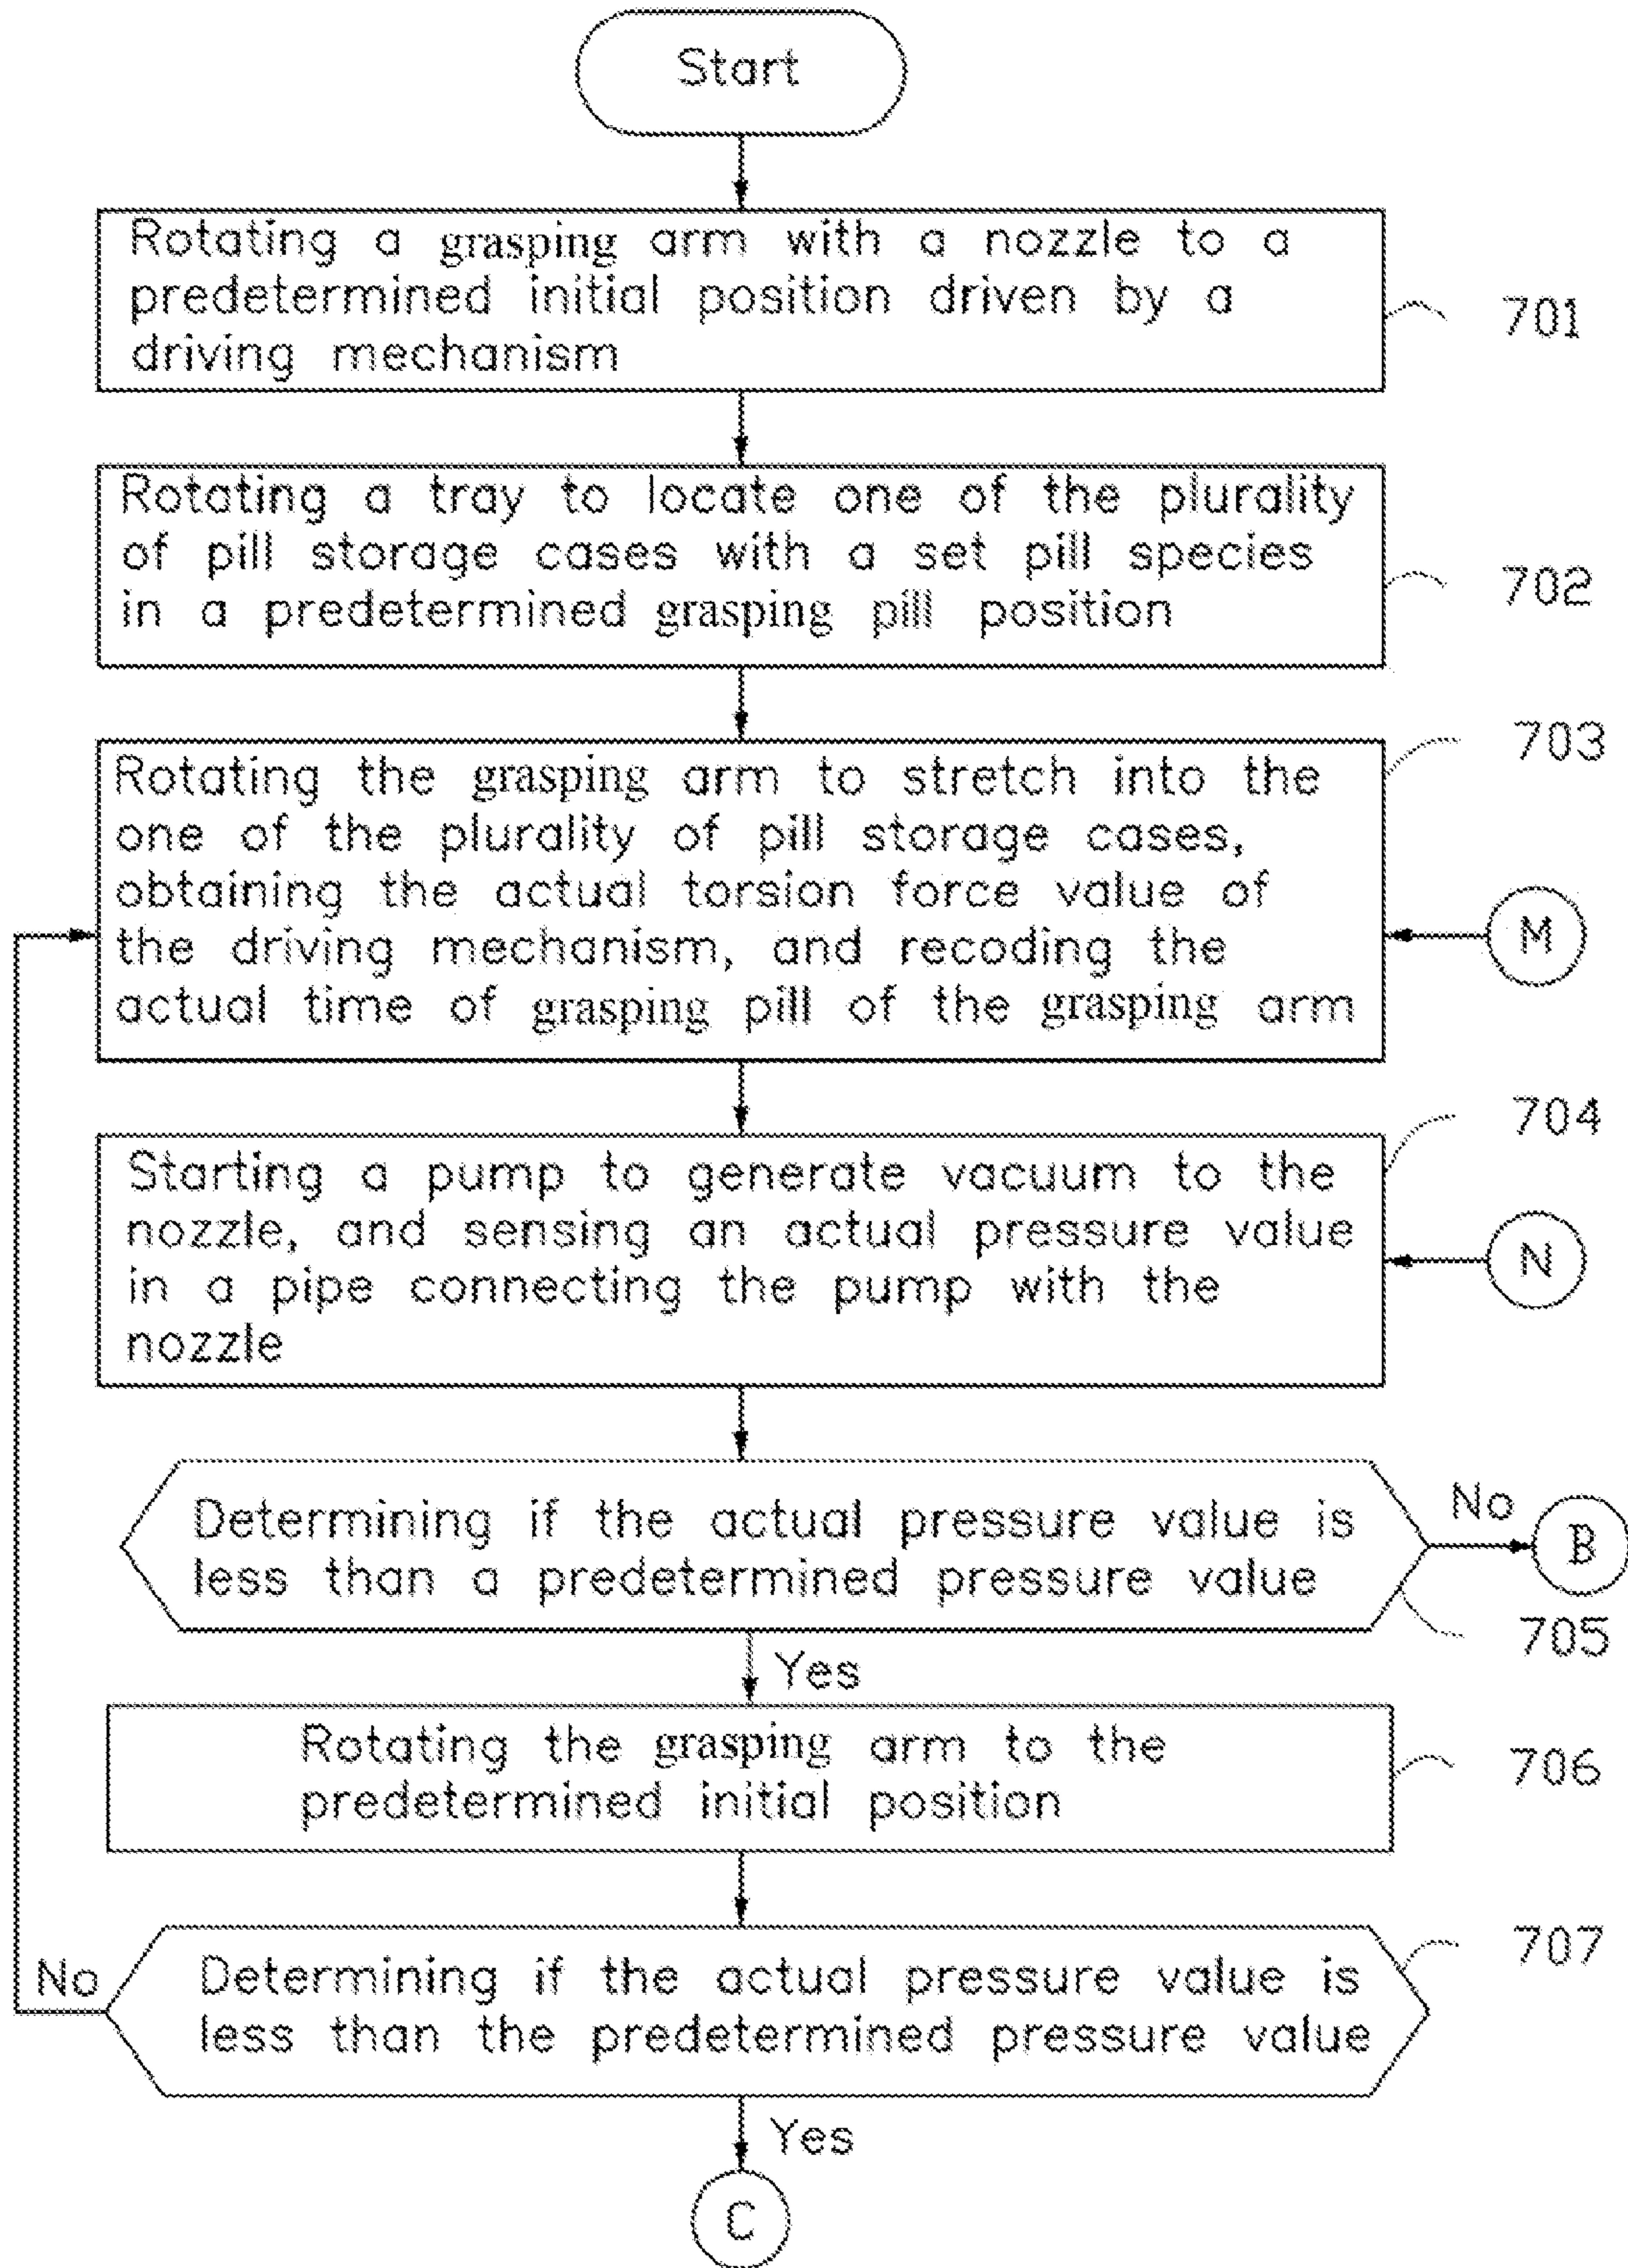 Start
Rotating a grasping arm with a nozzle to a
predetermined initial position driven by a
driving mechanism
701
Rotating a tray to locate one of the plurality
of pill storage cases with a set pill species
in a predetermined grasping pill position
702
703
Rotating the grasping arm to stretch into the
one of the plurality of pill storage cases,
obtaining the actual torsion force value of
the driving mechanism, and recoding the
actual time of grasping pill of the grasping arm
M
704
Starting a pump to generate vacuum to the
nozzle, and sensing an actual pressure value
in a pipe connecting the pump with the
nozzle
N
Determining if the actual pressure value is
less than a predetermined pressure value
No
B
705
Yes
Rotating the grasping arm to the
predetermined initial position
706
707
No
Determining if the actual pressure value is
less than the predetermined pressure value
Yes
C